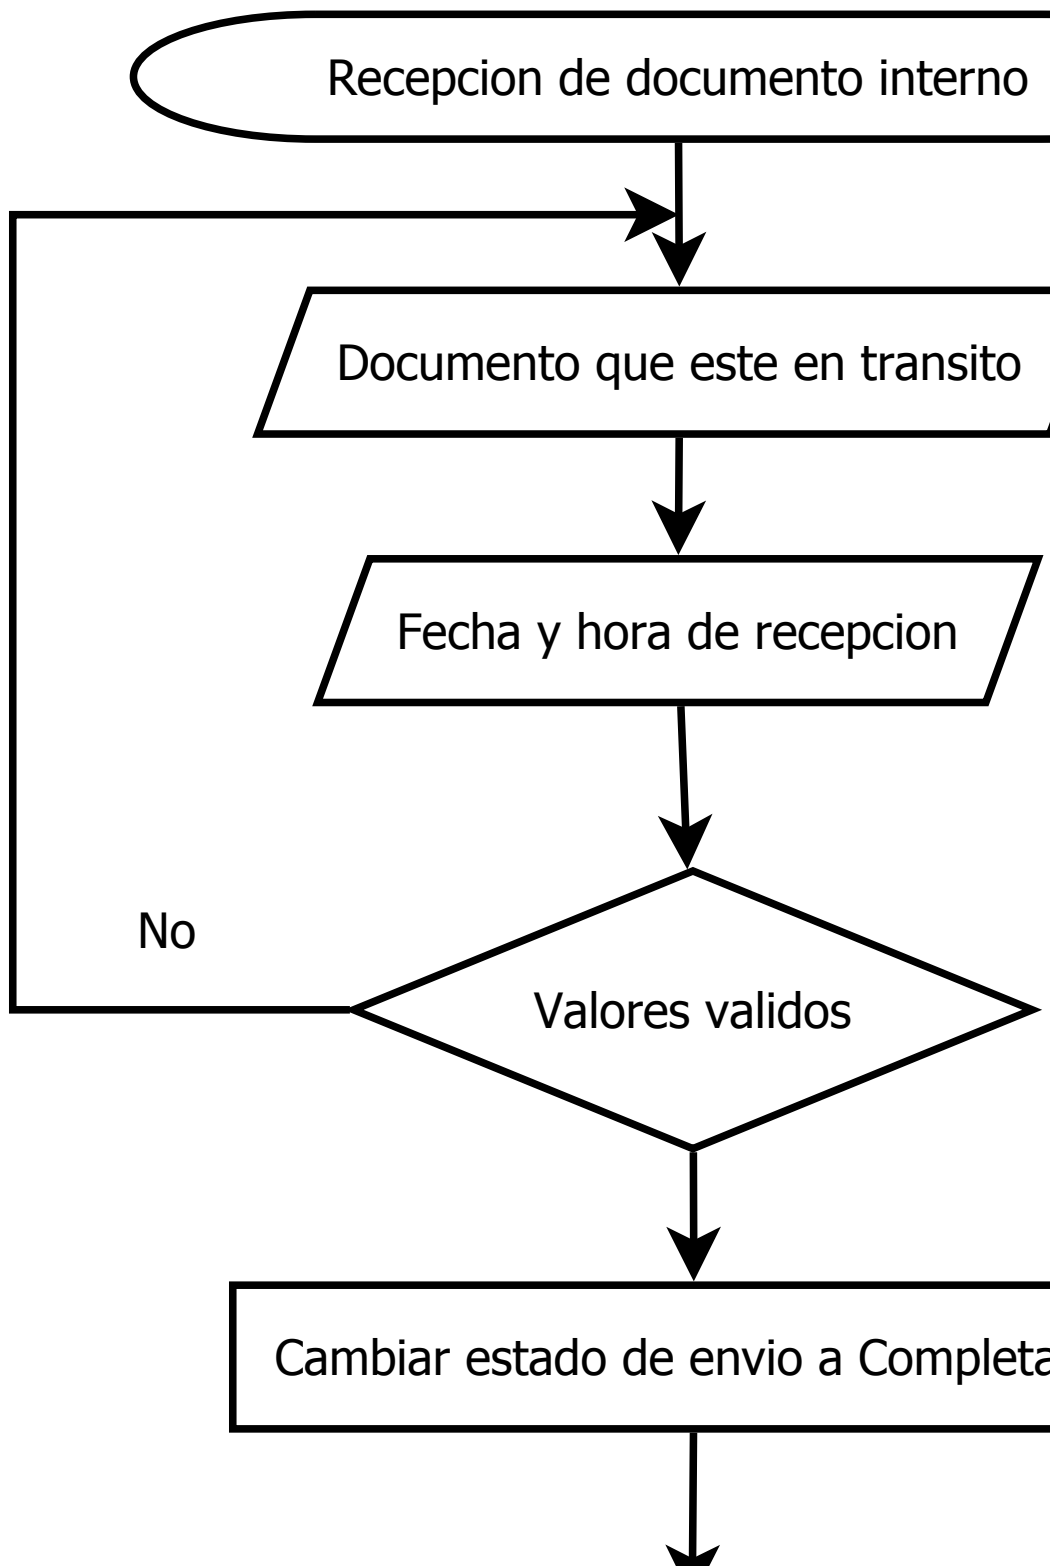 Recepcion de documento interno
Documento que este en transito
Fecha y hora de recepcion
No
Valores validos
Cambiar estado de envio a